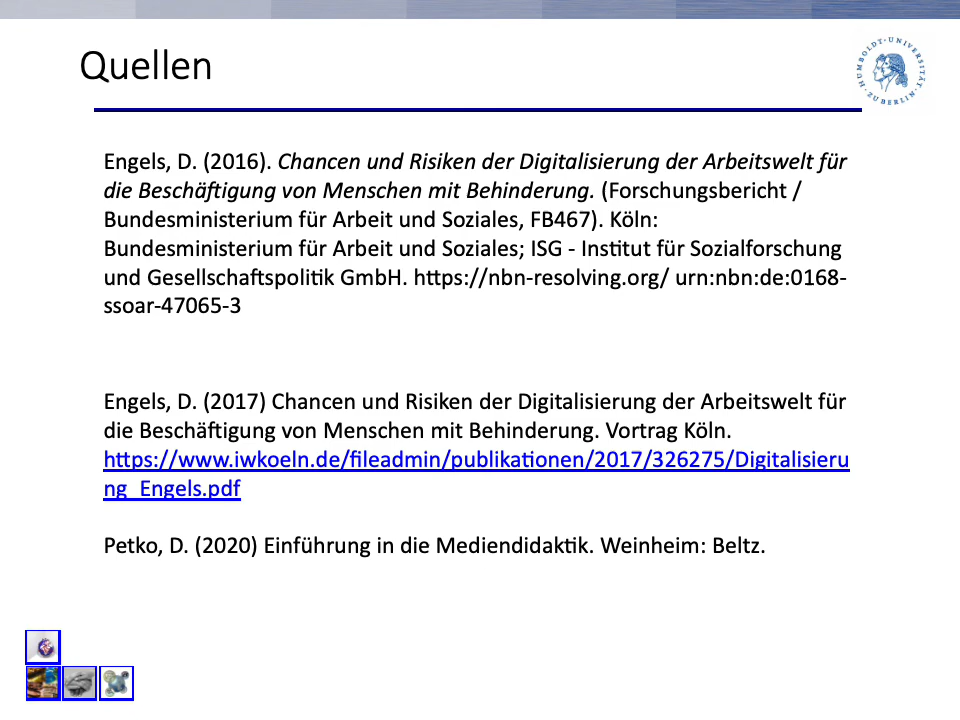 Quellen
HUMBOLDT-UNIVERSITÄT
ZU BERLIN
Engels, D. (2016). Chancen und Risiken der Digitalisierung der Arbeitswelt für
die Beschäftigung von Menschen mit Behinderung. (Forschungsbericht /
Bundesministerium für Arbeit und Soziales, FB467). Köln:
Bundesministerium für Arbeit und Soziales; ISG - Institut für Sozialforschung
und Gesellschaftspolitik GmbH. https://nbn-resolving.org/ urn:nbn:de:0168-
ssoar-47065-3
Engels, D. (2017) Chancen und Risiken der Digitalisierung der Arbeitswelt für
die Beschäftigung von Menschen mit Behinderung. Vortrag Köln.
https://www.iwkoeln.de/fileadmin/publikationen/2017/326275/Digitalisieru
ng_Engels.pdf
Petko, D. (2020) Einführung in die Mediendidaktik. Weinheim: Beltz.